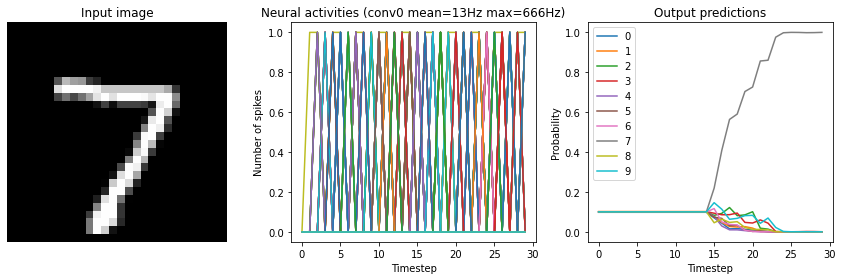 Input image
7
Neural activities (conv0 mean=13Hz max=666Hz)
Number of spikes
1.0
0.8
0.6
0.4
0.2
0.0
0 5 10 15 20 25 30
Timestep
Output predictions
Probability
1.0
0.8
0.6
0.4
0.2
0.0
0
1
2
3
4
5
6
7
8
9
0 5 10 15 20 25 30
Timestep